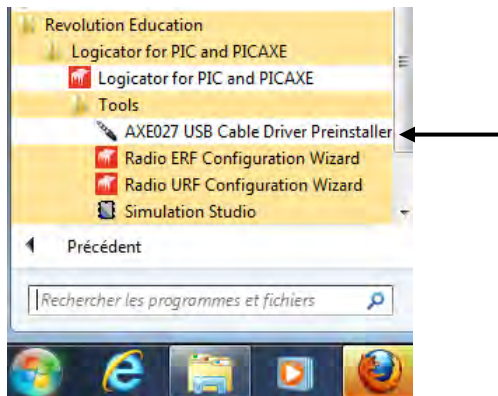 Revolution Education
Logicator for PIC and PICAXE
Logicator for PIC and PICAXE
Tools
AXE027 USB Cable Driver Preinstaller
Radio ERF Configuration Wizard
Radio URF Configuration Wizard
Simulation Studio
Précédent
Rechercher les programmes et fichiers